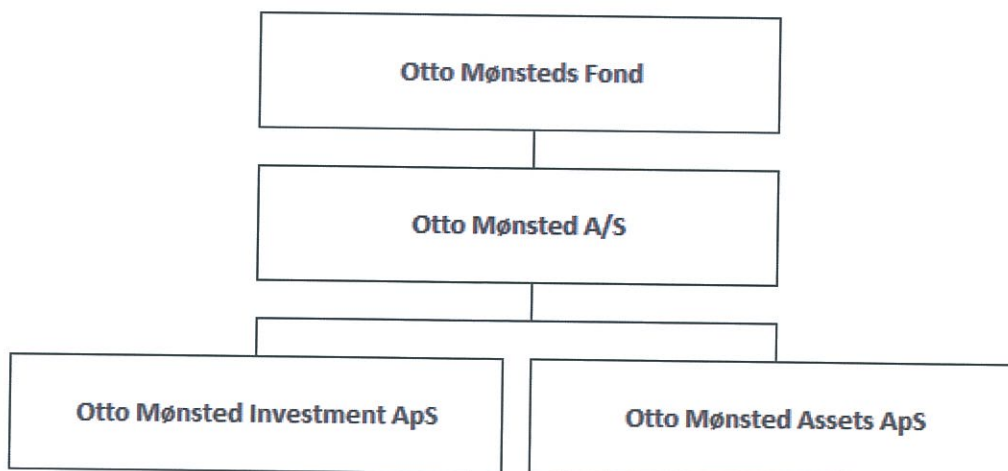 Otto Mønsteds Fond
Otto Mønsted A/S
Otto Mønsted Investment ApS
Otto Mønsted Assets ApS